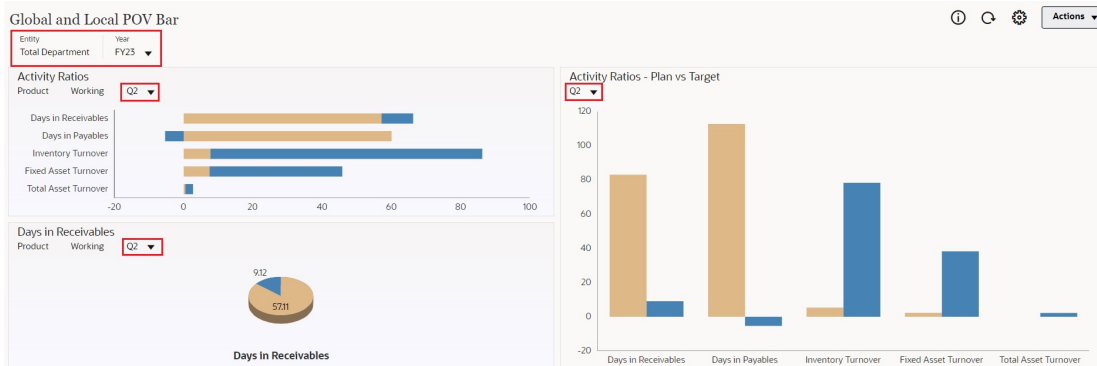 Global and Local POV Bar
Actions
Entity Year
Total Department FY23
Activity Ratios
Product Working Q2
Days in Receivables
Days in Payables
Inventory Turnover
Fixed Asset Turnover
Total Asset Turnover
-20 0 20 40 60 80 100
Days in Receivables
Product Working Q2
9.12
57.11
Days in Receivables
Activity Ratios - Plan vs Target
Q2
120
100
80
60
40
20
0
-20
Days in Receivables Days in Payables Inventory Turnover Fixed Asset Turnover Total Asset Turnover